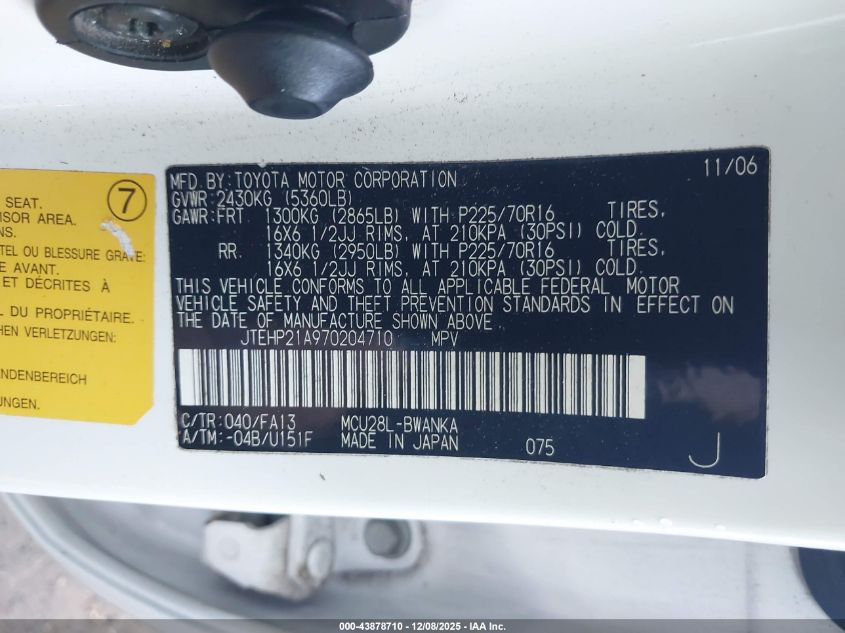 SEAT.
SOR AREA.
NS.
TEL OU BLESSURE GRAVE:
E AVANT.
ET DÉCRITES À
L DU PROPRIÉTAIRE.
CHEN VERLETZUNGEN:
NDENBEREICH
UNGEN.
7
11/06
MFD. BY: TOYOTA MOTOR CORPORATION
GVWR: 2430KG (5360LB)
GAWR: FRT. 1300KG (2865LB) WITH P225/70R16 TIRES,
16X6 1/2JJ RIMS, AT 210KPA (30PSI) COLD.
RR. 1340KG (2950LB) WITH P225/70R16 TIRES,
16X6 1/2JJ RIMS, AT 210KPA (30PSI) COLD.
THIS VEHICLE CONFORMS TO ALL APPLICABLE FEDERAL MOTOR
VEHICLE SAFETY AND THEFT PREVENTION STANDARDS IN EFFECT ON
THE DATE OF MANUFACTURE SHOWN ABOVE.
JTEHP21A970204710 MPV
C/TR: 040/FA13 MCU28L-BWANKA
A/TM: -04B/U151F MADE IN JAPAN 075 J
000-43878710 - 12/08/2025 - IAA Inc.